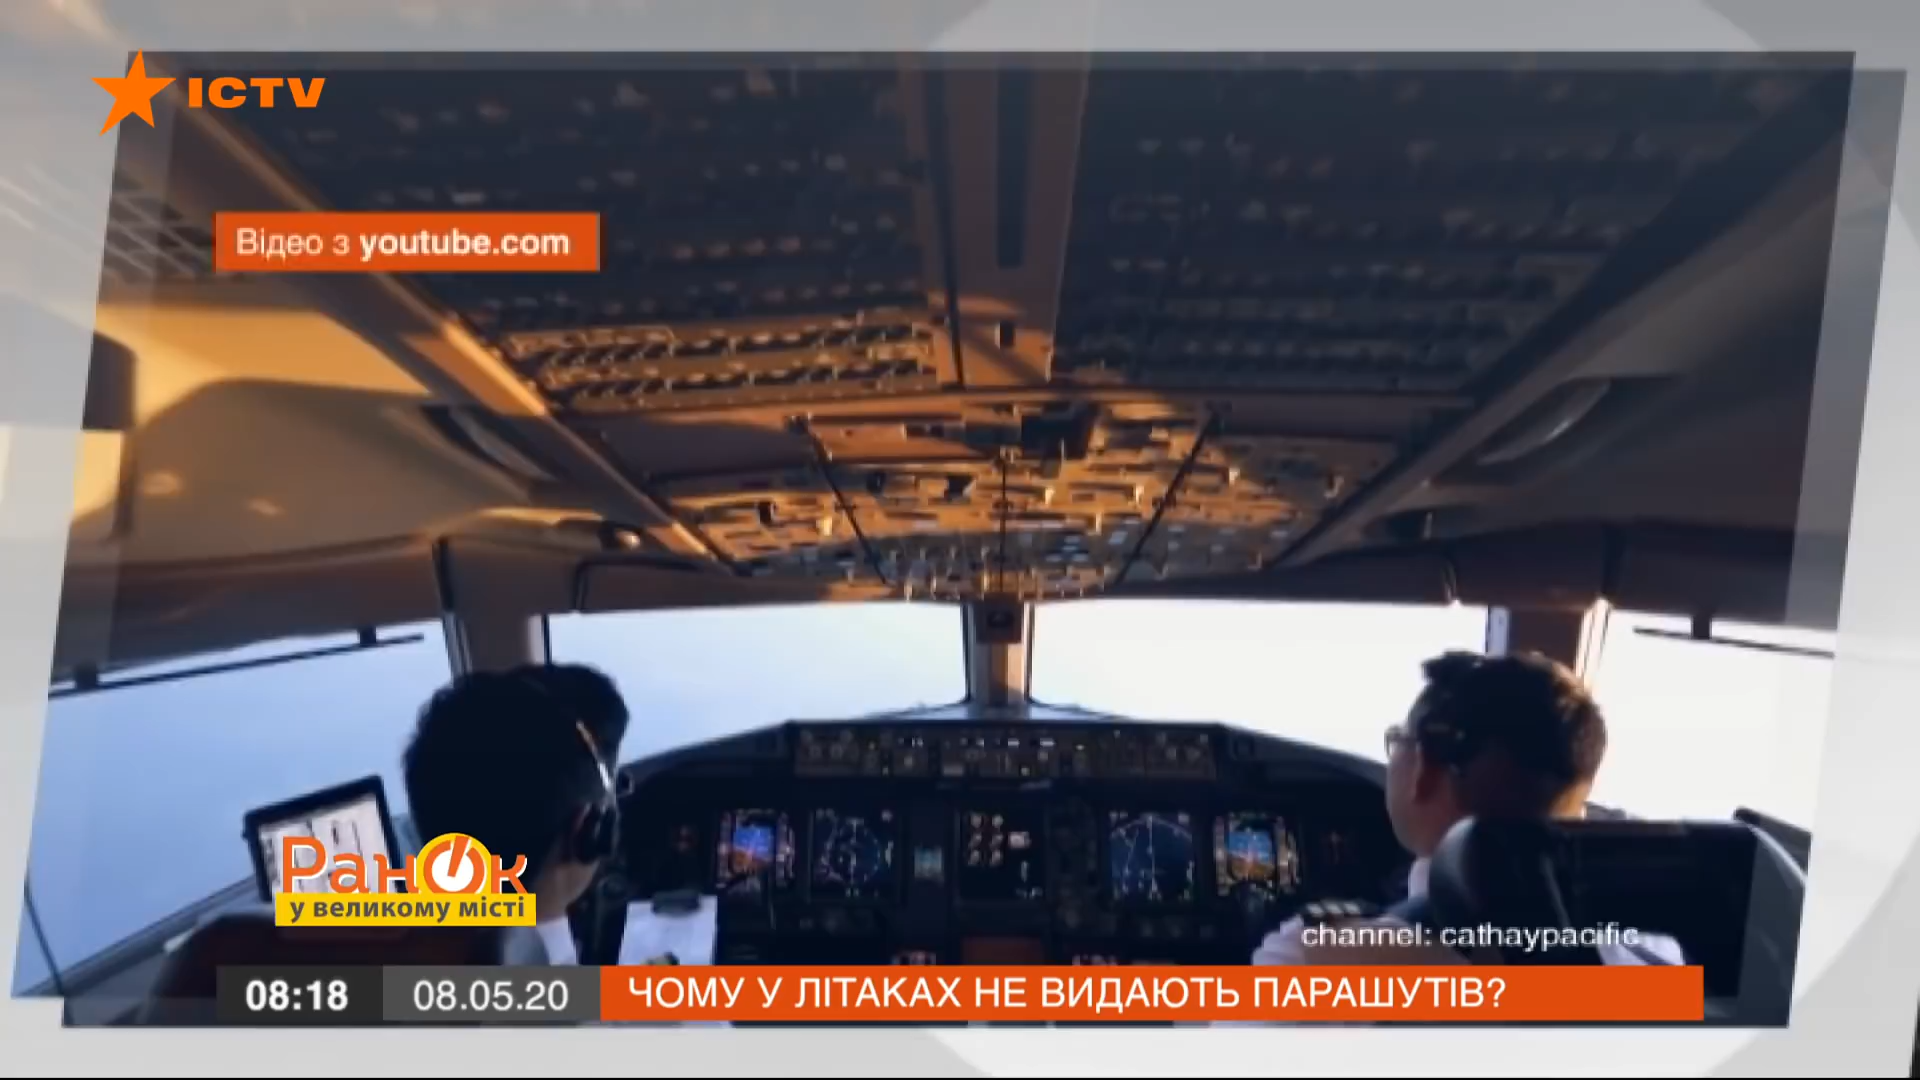 ICTV
Відео з youtube.com
Ранок
у великому місті
channel: cathaypacific
08:18 08.05.20 ЧОМУ У ЛІТАКАХ НЕ ВИДАЮТЬ ПАРАШУТІВ?